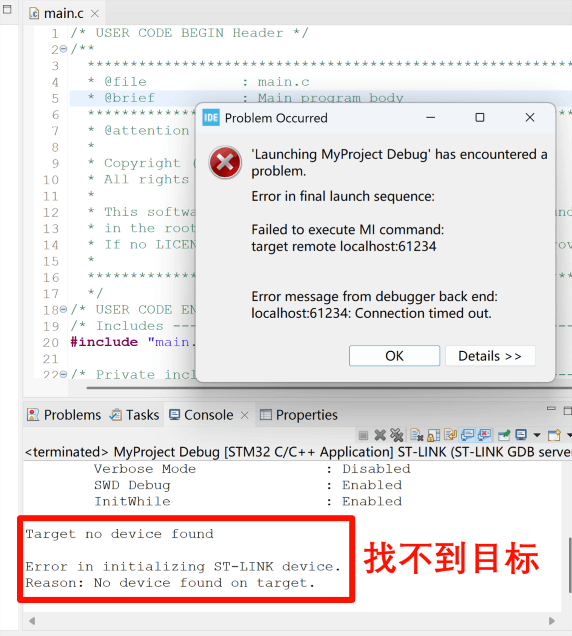 main.c
1 /* USER CODE BEGIN Header */
2 /**
3 ******************************************************************************
4 * @file : main.c
5 * @brief : Main program body
6 ******************************************************************************
7 * @attention
8 *
9 * Copyright (
10 * All rights
11 *
12 * This softwa
13 * in the root
14 * If no LICEN
15 *
16 ******************************************************************************
17 */
18 /* USER CODE EN
19 /* Includes ---
20 #include "main.
21
22 /* Private incl
IDE Problem Occurred
'Launching MyProject Debug' has encountered a
problem.
Error in final launch sequence:
Failed to execute MI command:
target remote localhost:61234
Error message from debugger back end:
localhost:61234: Connection timed out.
OK Details >>
Problems Tasks Console Properties
<terminated> MyProject Debug [STM32 C/C++ Application] ST-LINK (ST-LINK GDB serve
Verbose Mode : Disabled
SWD Debug : Enabled
InitWhile : Enabled
Target no device found
Error in initializing ST-LINK device.
Reason: No device found on target.
找不到目标